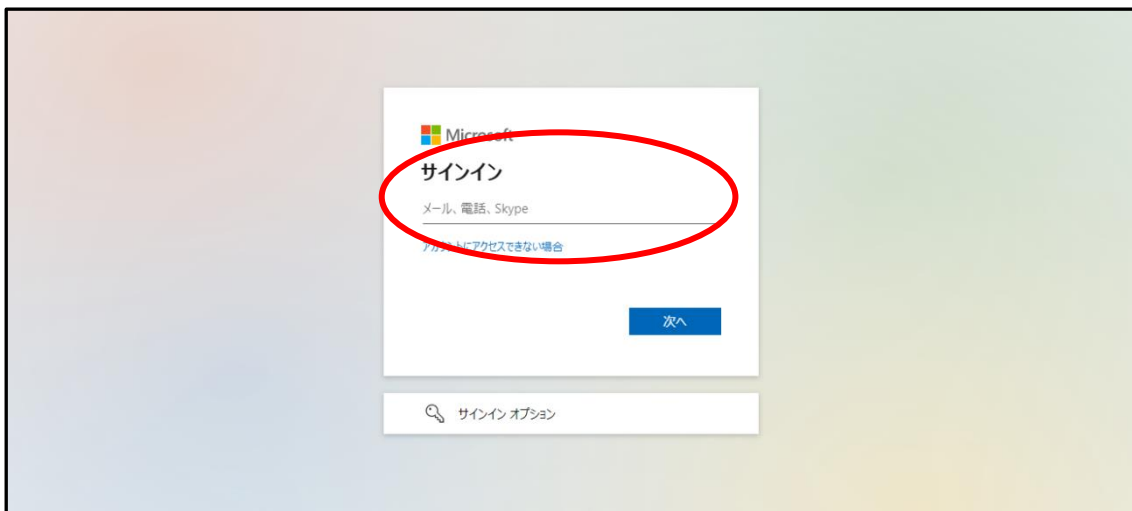 Microsoft
サインイン
メール、電話、Skype
アカウントにアクセスできない場合
次へ
サインイン オプション